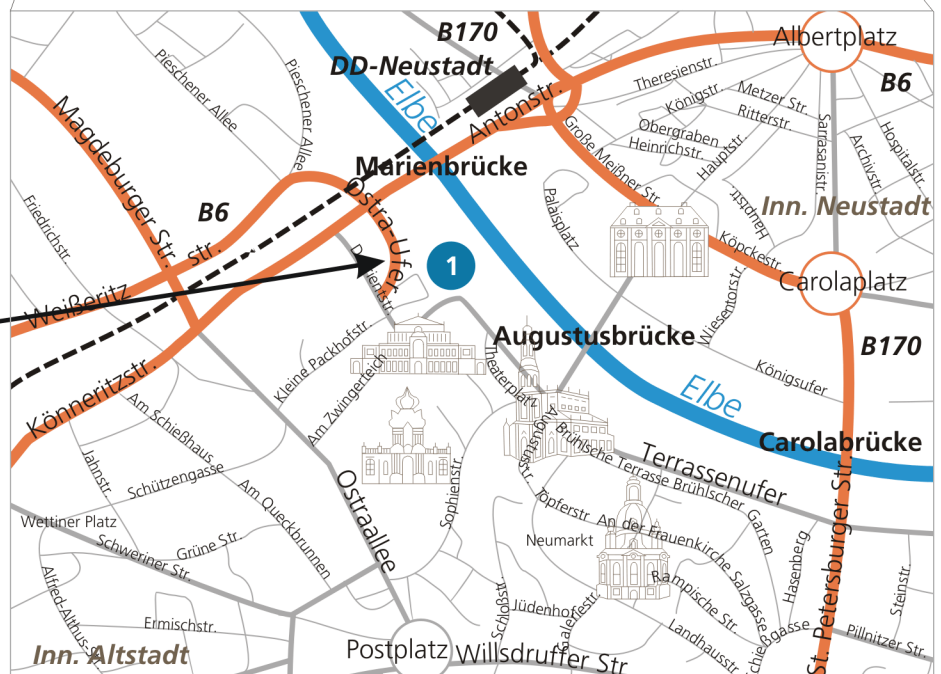 B170
Albertplatz
DD-Neustadt
B6
Pieschener Allee
Pieschener Allee
Elbe
Antonstr.
Theresienstr.
Königstr.
Metzer Str.
Ritterstr.
Obergraben
Heinrichstr.
Hauptstr.
Sarrasanistr.
Archivstr.
Hospitalstr.
Magdeburger Str.
Große Meißner Str.
Marienbrücke
B6
Ostra-Ufer
Friedrichstr.
Palaisplatz
Inn. Neustadt
Köpckestr.
Carolaplatz
1
Weißeritz str.
Wiesentorstr.
Kleine Packhofstr.
Augustusbrücke
B170
Könneritzstr.
Am Zwingerteich
Theaterplatz
Königsufer
Elbe
Am Schießhaus
Augustusstr.
Brühlsche Terrasse
Brühlscher Garten
Terrassenufer
Carolabrücke
Jahnstr.
Schützengasse
Am Queckbrunnen
Ostraallee
Sophienstr.
Töpferstr.
An der Frauenkirche
Wettiner Platz
Schweriner Str.
Grüne Str.
Neumarkt
Salzgasse
Hasenberg
St. Petersburger Str.
Steinstr.
Rampische Str.
Ermischstr.
Schloßstr.
Jüdenhof
Galeriestr.
Landhausstr.
Pillnitzer Str.
Inn. Altstadt
Postplatz
Willsdruffer Str